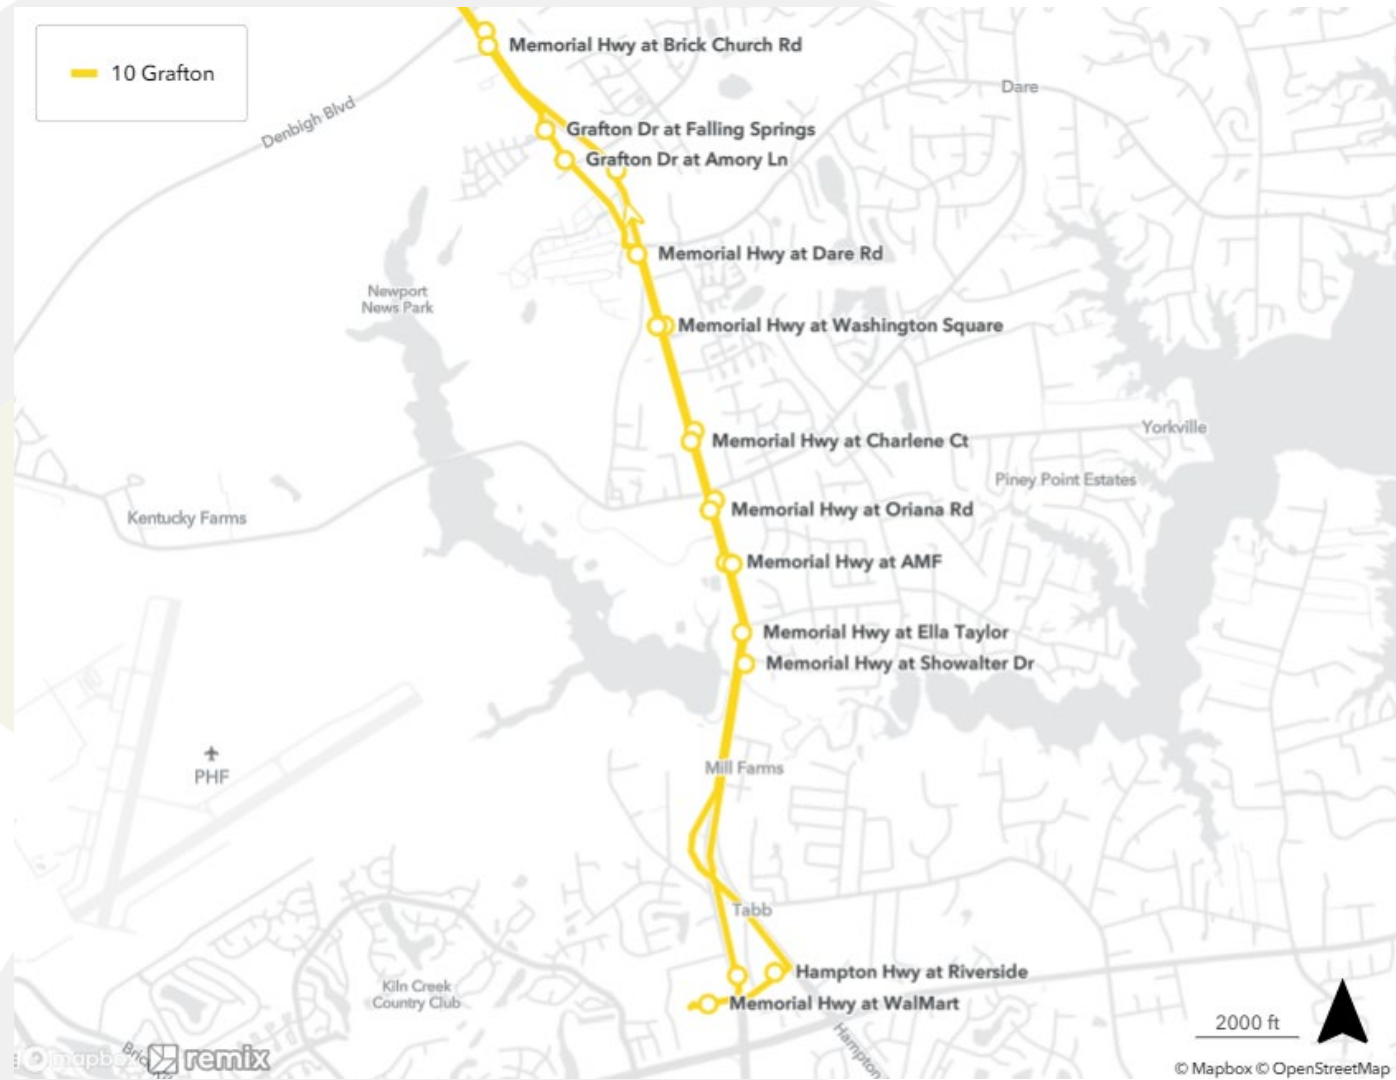 10 Grafton
Memorial Hwy at Brick Church Rd
Dare
Denbigh Blvd
Grafton Dr at Falling Springs
Grafton Dr at Amory Ln
Memorial Hwy at Dare Rd
Newport
News Park
Memorial Hwy at Washington Square
Yorkville
Memorial Hwy at Charlene Ct
Piney Point Estates
Memorial Hwy at Oriana Rd
Kentucky Farms
Memorial Hwy at AMF
Memorial Hwy at Ella Taylor
Memorial Hwy at Showalter Dr
PHF
Mill Farms
Tabb
Hampton Hwy at Riverside
Kiln Creek
Country Club
Memorial Hwy at WalMart
2000 ft
Hampton
mapbox
remix
© Mapbox © OpenStreetMap